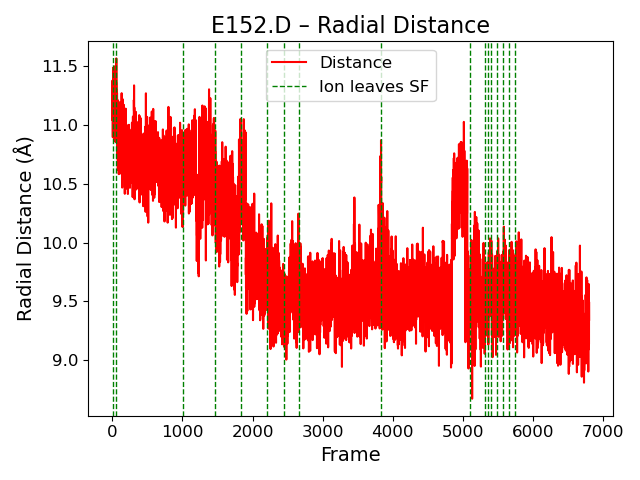 E152.D – Radial Distance
Distance
Ion leaves SF
Radial Distance (Å)
11.5
11.0
10.5
10.0
9.5
9.0
0
1000
2000
3000
4000
5000
6000
7000
Frame